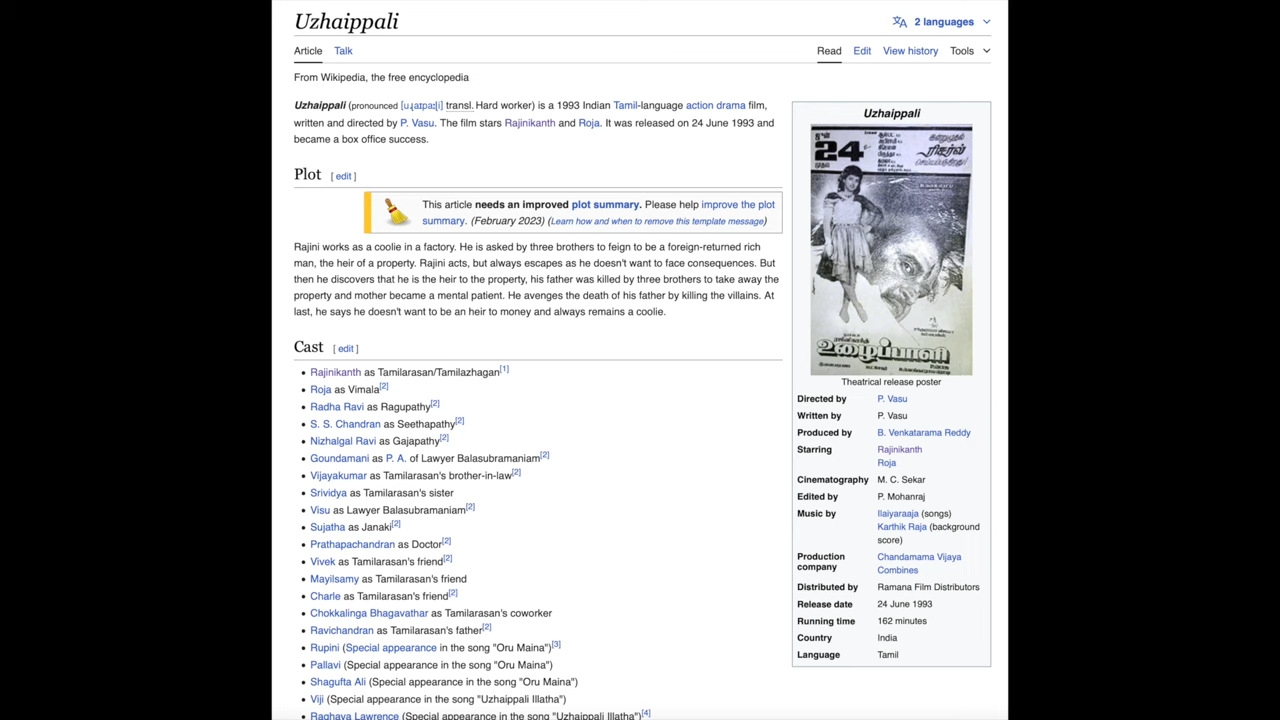 Uzhaippali
2 languages
Article Talk
Read Edit View history Tools
From Wikipedia, the free encyclopedia
Uzhaippali (pronounced [uɻaɪpaːɭi] transl. Hard worker) is a 1993 Indian Tamil-language action drama film,
written and directed by P. Vasu. The film stars Rajinikanth and Roja. It was released on 24 June 1993 and
became a box office success.
Plot [ edit ]
This article needs an improved plot summary. Please help improve the plot
summary. (February 2023) (Learn how and when to remove this template message)
Rajini works as a coolie in a factory. He is asked by three brothers to feign to be a foreign-returned rich
man, the heir of a property. Rajini acts, but always escapes as he doesn't want to face consequences. But
then he discovers that he is the heir to the property, his father was killed by three brothers to take away the
property and mother became a mental patient. He avenges the death of his father by killing the villains. At
last, he says he doesn't want to be an heir to money and always remains a coolie.
Cast [ edit ]
• Rajinikanth as Tamilarasan/Tamilazhagan[1]
• Roja as Vimala[2]
• Radha Ravi as Ragupathy[2]
• S. S. Chandran as Seethapathy[2]
• Nizhalgal Ravi as Gajapathy[2]
• Goundamani as P. A. of Lawyer Balasubramaniam[2]
• Vijayakumar as Tamilarasan's brother-in-law[2]
• Srividya as Tamilarasan's sister
• Visu as Lawyer Balasubramaniam[2]
• Sujatha as Janaki[2]
• Prathapachandran as Doctor[2]
• Vivek as Tamilarasan's friend[2]
• Mayilsamy as Tamilarasan's friend
• Charle as Tamilarasan's friend[2]
• Chokkalinga Bhagavathar as Tamilarasan's coworker
• Ravichandran as Tamilarasan's father[2]
• Rupini (Special appearance in the song "Oru Maina")[3]
• Pallavi (Special appearance in the song "Oru Maina")
• Shagufta Ali (Special appearance in the song "Oru Maina")
• Viji (Special appearance in the song "Uzhaippali Illatha")
• Raghava Lawrence (Special appearance in the song "Uzhaippali Illatha")[4]
Uzhaippali
ஜுன்
24
முதல்
ரிசர்வ்
உழைப்பாளி
Theatrical release poster
Directed by P. Vasu
Written by P. Vasu
Produced by B. Venkatarama Reddy
Starring Rajinikanth
Roja
Cinematography M. C. Sekar
Edited by P. Mohanraj
Music by Ilaiyaraaja (songs)
Karthik Raja (background
score)
Production Chandamama Vijaya
company Combines
Distributed by Ramana Film Distributors
Release date 24 June 1993
Running time 162 minutes
Country India
Language Tamil